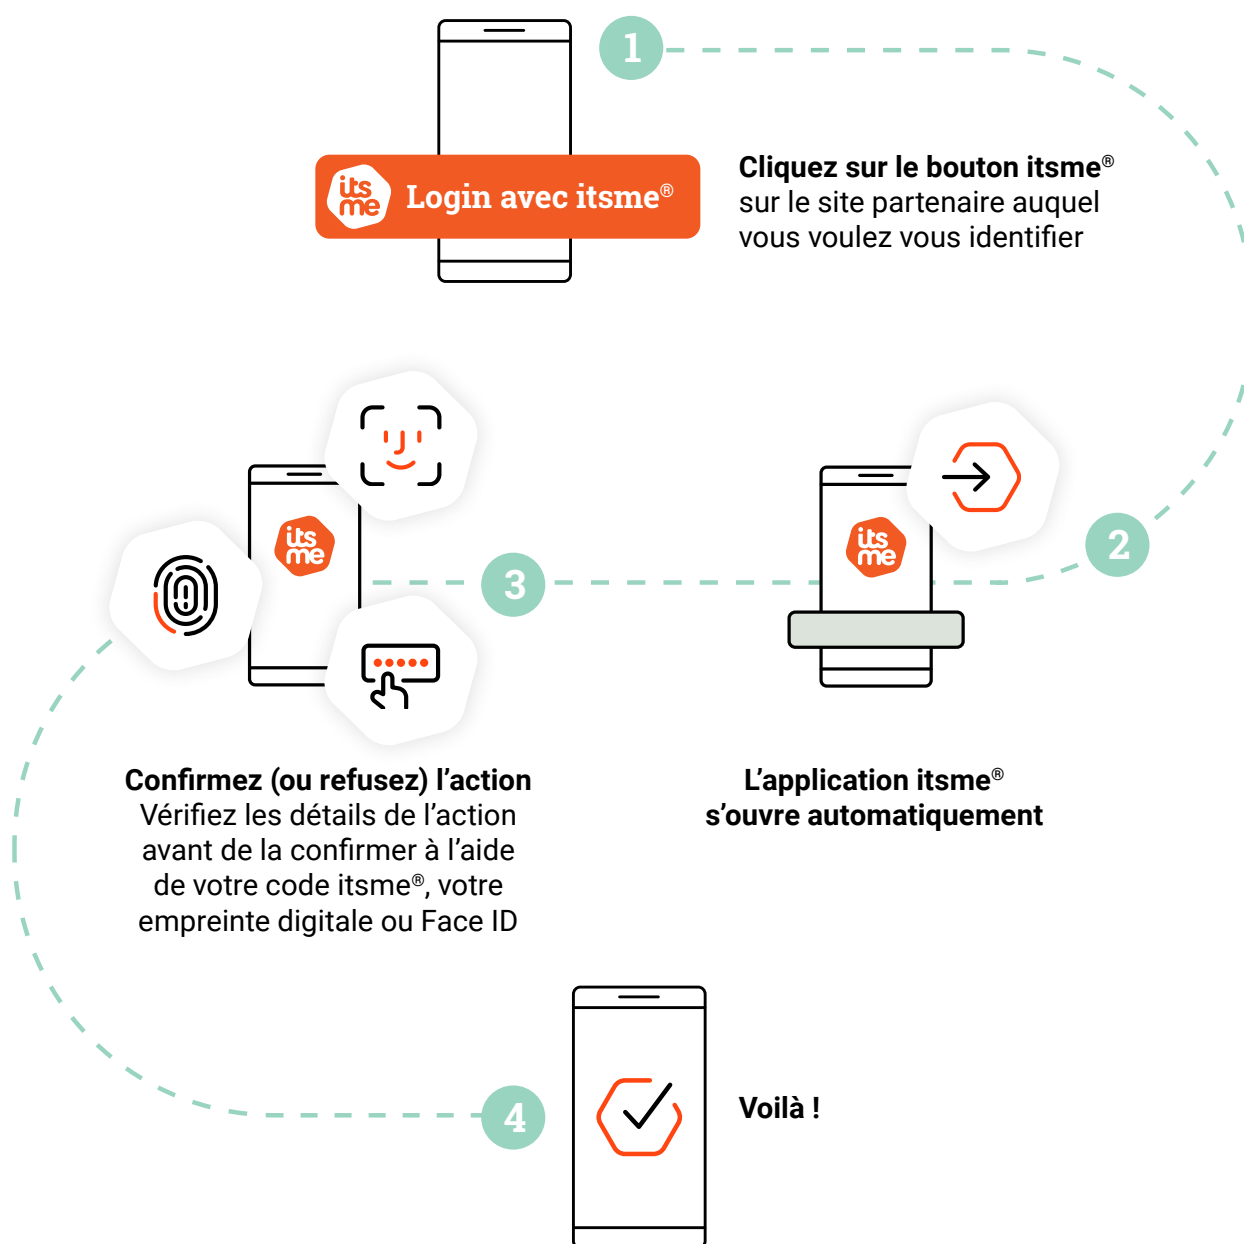 1
its
me
Login avec itsme®
Cliquez sur le bouton itsme®
sur le site partenaire auquel
vous voulez vous identifier
2
its
me
L’application itsme®
s’ouvre automatiquement
3
its
me
Confirmez (ou refusez) l’action
Vérifiez les détails de l’action
avant de la confirmer à l’aide
de votre code itsme®, votre
empreinte digitale ou Face ID
4
Voilà !